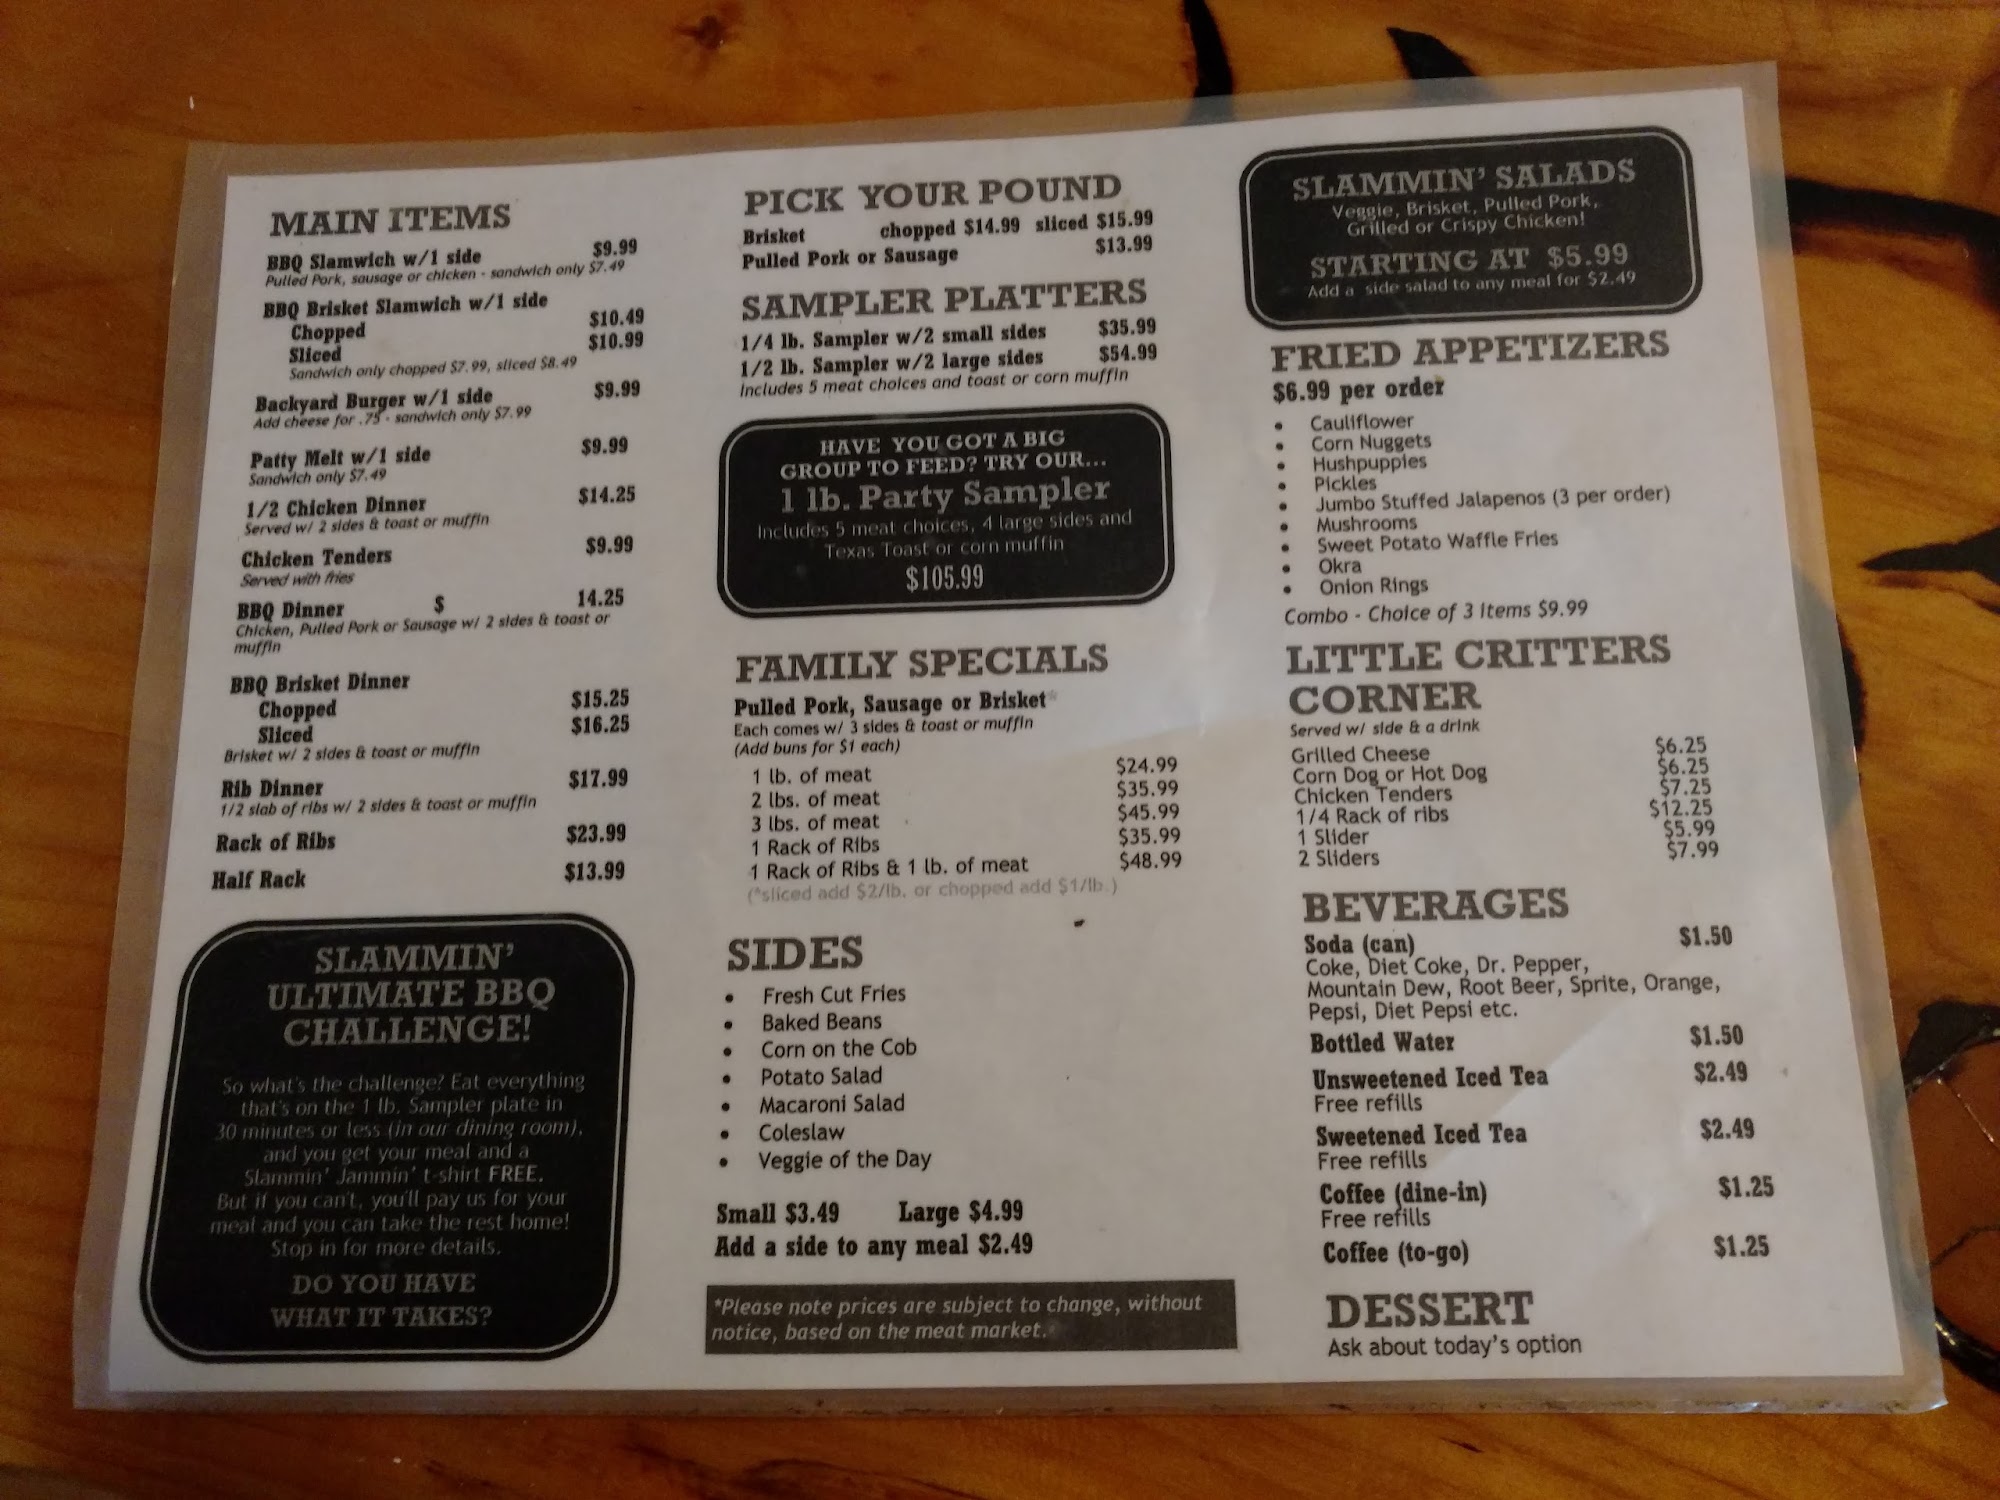 MAIN ITEMS
BBQ Slamwich w/1 side $9.99
Pulled Pork, sausage or chicken - sandwich only $7.49
BBQ Brisket Slamwich w/1 side
Chopped $10.49
Sliced $10.99
Sandwich only chopped $7.99, sliced $8.49
Backyard Burger w/1 side $9.99
Add cheese for .75 - sandwich only $7.99
Patty Melt w/1 side $9.99
Sandwich only $7.49
1/2 Chicken Dinner $14.25
Served w/ 2 sides & toast or muffin
Chicken Tenders $9.99
Served with fries
BBQ Dinner $ 14.25
Chicken, Pulled Pork or Sausage w/ 2 sides & toast or
muffin
BBQ Brisket Dinner
Chopped $15.25
Sliced $16.25
Brisket w/ 2 sides & toast or muffin
Rib Dinner $17.99
1/2 slab of ribs w/ 2 sides & toast or muffin
Rack of Ribs $23.99
Half Rack $13.99
SLAMMIN'
ULTIMATE BBQ
CHALLENGE!
So what's the challenge? Eat everything
that's on the 1 lb. Sampler plate in
30 minutes or less (in our dining room),
and you get your meal and a
Slammin' Jammin' t-shirt FREE.
But if you can't, you'll pay us for your
meal and you can take the rest home!
Stop in for more details.
DO YOU HAVE
WHAT IT TAKES?
PICK YOUR POUND
Brisket chopped $14.99 sliced $15.99
Pulled Pork or Sausage $13.99
SAMPLER PLATTERS
1/4 lb. Sampler w/2 small sides $35.99
1/2 lb. Sampler w/2 large sides $54.99
Includes 5 meat choices and toast or corn muffin
HAVE YOU GOT A BIG
GROUP TO FEED? TRY OUR...
1 lb. Party Sampler
Includes 5 meat choices, 4 large sides and
Texas Toast or corn muffin
$105.99
FAMILY SPECIALS
Pulled Pork, Sausage or Brisket*
Each comes w/ 3 sides & toast or muffin
(Add buns for $1 each)
1 lb. of meat $24.99
2 lbs. of meat $35.99
3 lbs. of meat $45.99
1 Rack of Ribs $35.99
1 Rack of Ribs & 1 lb. of meat $48.99
(*sliced add $2/lb. or chopped add $1/lb.)
SIDES
• Fresh Cut Fries
• Baked Beans
• Corn on the Cob
• Potato Salad
• Macaroni Salad
• Coleslaw
• Veggie of the Day
Small $3.49 Large $4.99
Add a side to any meal $2.49
*Please note prices are subject to change, without
notice, based on the meat market.
SLAMMIN' SALADS
Veggie, Brisket, Pulled Pork,
Grilled or Crispy Chicken!
STARTING AT $5.99
Add a side salad to any meal for $2.49
FRIED APPETIZERS
$6.99 per order
• Cauliflower
• Corn Nuggets
• Hushpuppies
• Pickles
• Jumbo Stuffed Jalapenos (3 per order)
• Mushrooms
• Sweet Potato Waffle Fries
• Okra
• Onion Rings
Combo - Choice of 3 Items $9.99
LITTLE CRITTERS
CORNER
Served w/ side & a drink
Grilled Cheese $6.25
Corn Dog or Hot Dog $6.25
Chicken Tenders $7.25
1/4 Rack of ribs $12.25
1 Slider $5.99
2 Sliders $7.99
BEVERAGES
Soda (can) $1.50
Coke, Diet Coke, Dr. Pepper,
Mountain Dew, Root Beer, Sprite, Orange,
Pepsi, Diet Pepsi etc.
Bottled Water $1.50
Unsweetened Iced Tea $2.49
Free refills
Sweetened Iced Tea $2.49
Free refills
Coffee (dine-in) $1.25
Free refills
Coffee (to-go) $1.25
DESSERT
Ask about today's option